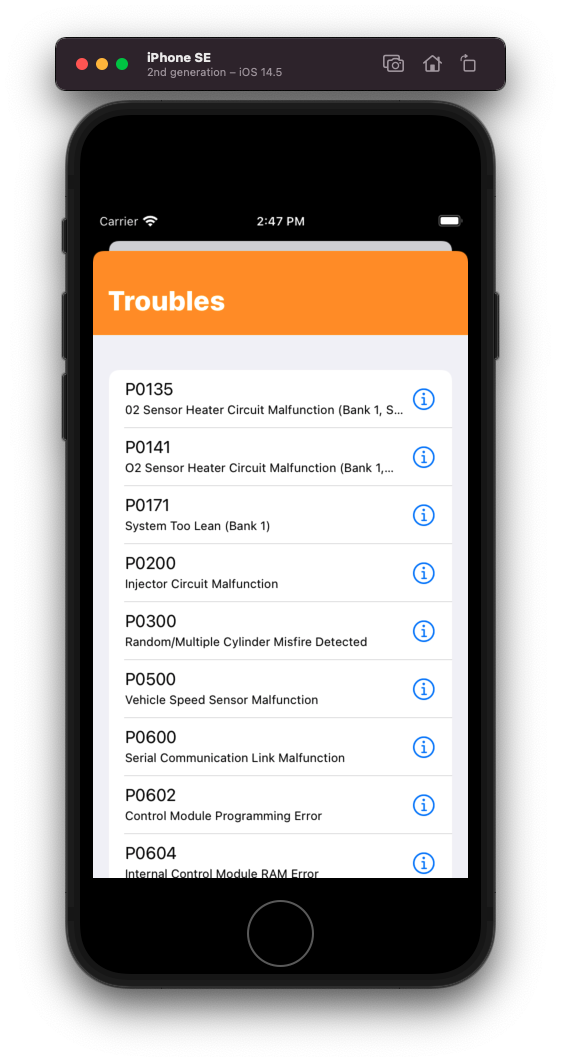 iPhone SE
2nd generation – iOS 14.5
Carrier 2:47 PM
Troubles
P0135
02 Sensor Heater Circuit Malfunction (Bank 1, S...
P0141
O2 Sensor Heater Circuit Malfunction (Bank 1,...
P0171
System Too Lean (Bank 1)
P0200
Injector Circuit Malfunction
P0300
Random/Multiple Cylinder Misfire Detected
P0500
Vehicle Speed Sensor Malfunction
P0600
Serial Communication Link Malfunction
P0602
Control Module Programming Error
P0604
Internal Control Module RAM Error